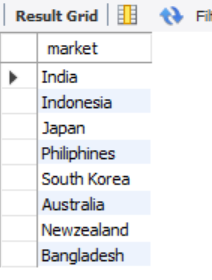 Result Grid Fil
market
India
Indonesia
Japan
Philiphines
South Korea
Australia
Newzealand
Bangladesh